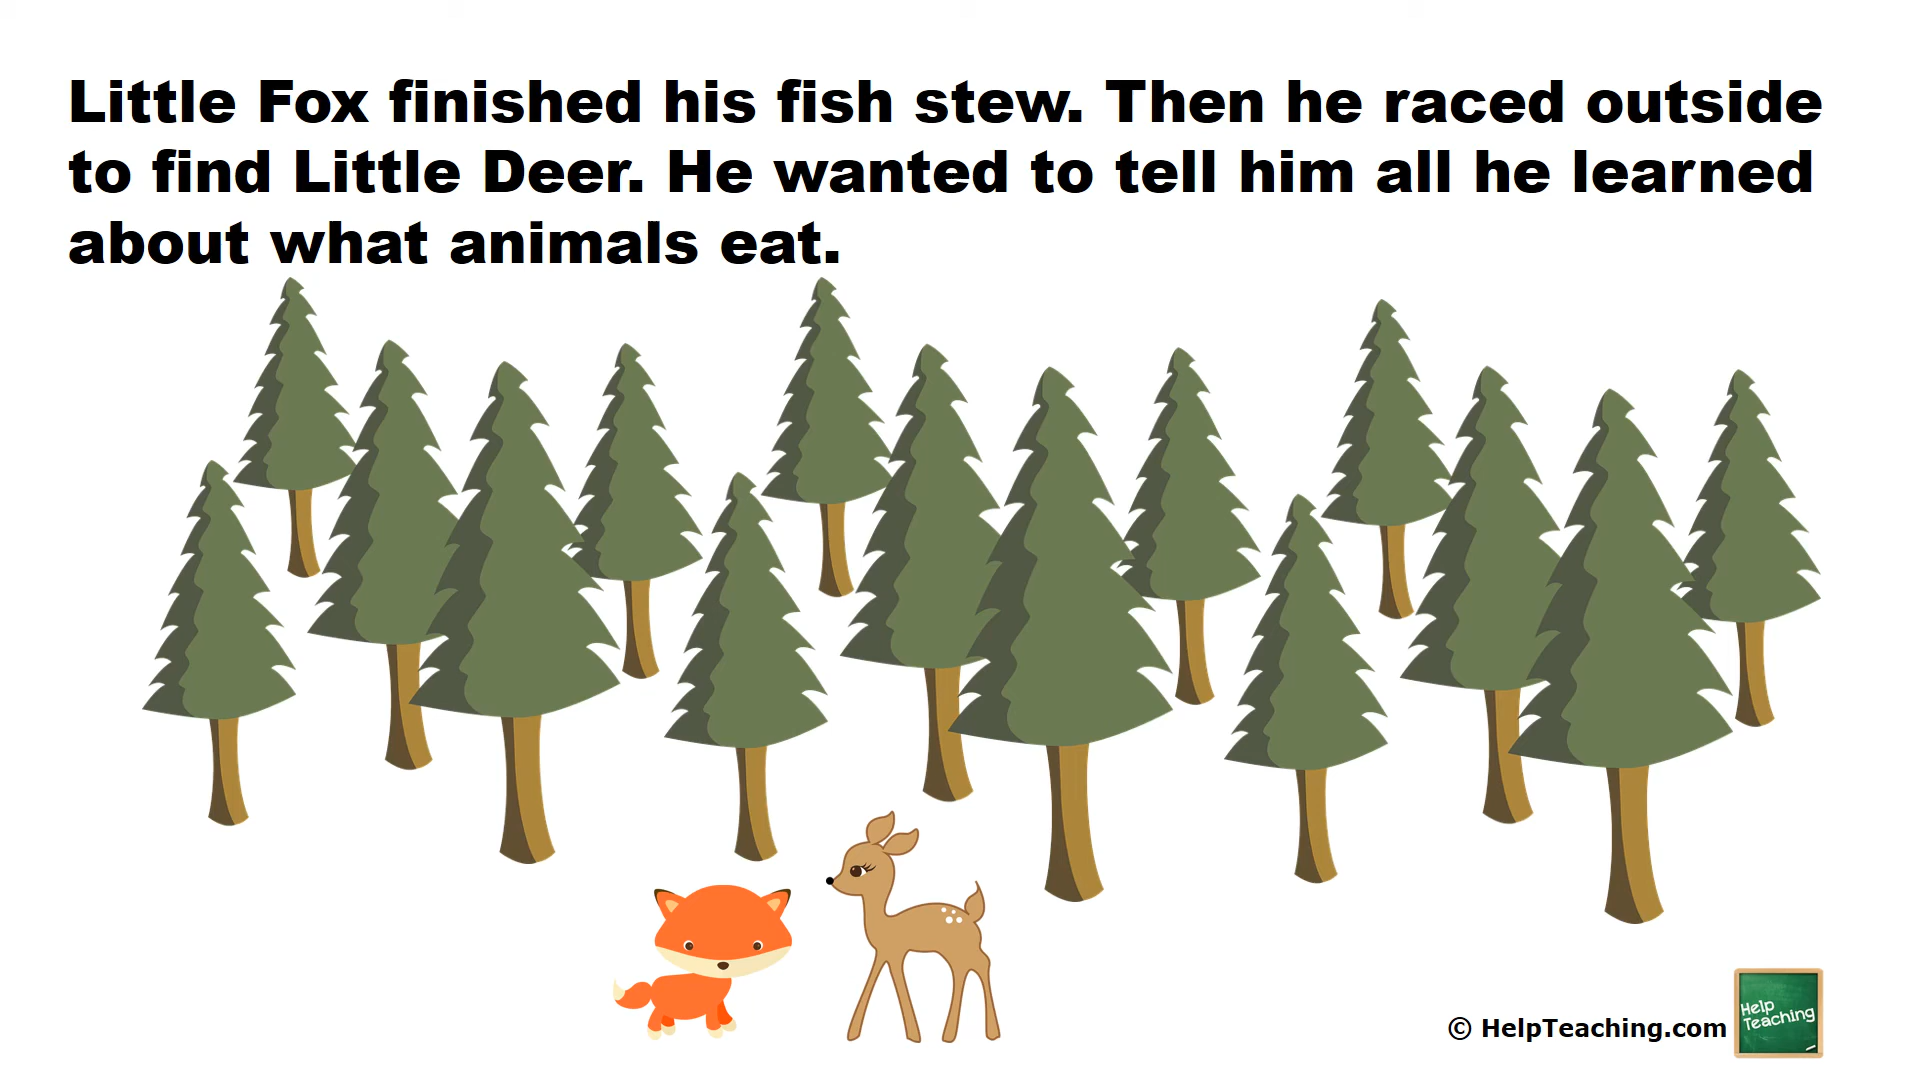 Little Fox finished his fish stew. Then he raced outside
to find Little Deer. He wanted to tell him all he learned
about what animals eat.
© HelpTeaching.com
Help
Teaching